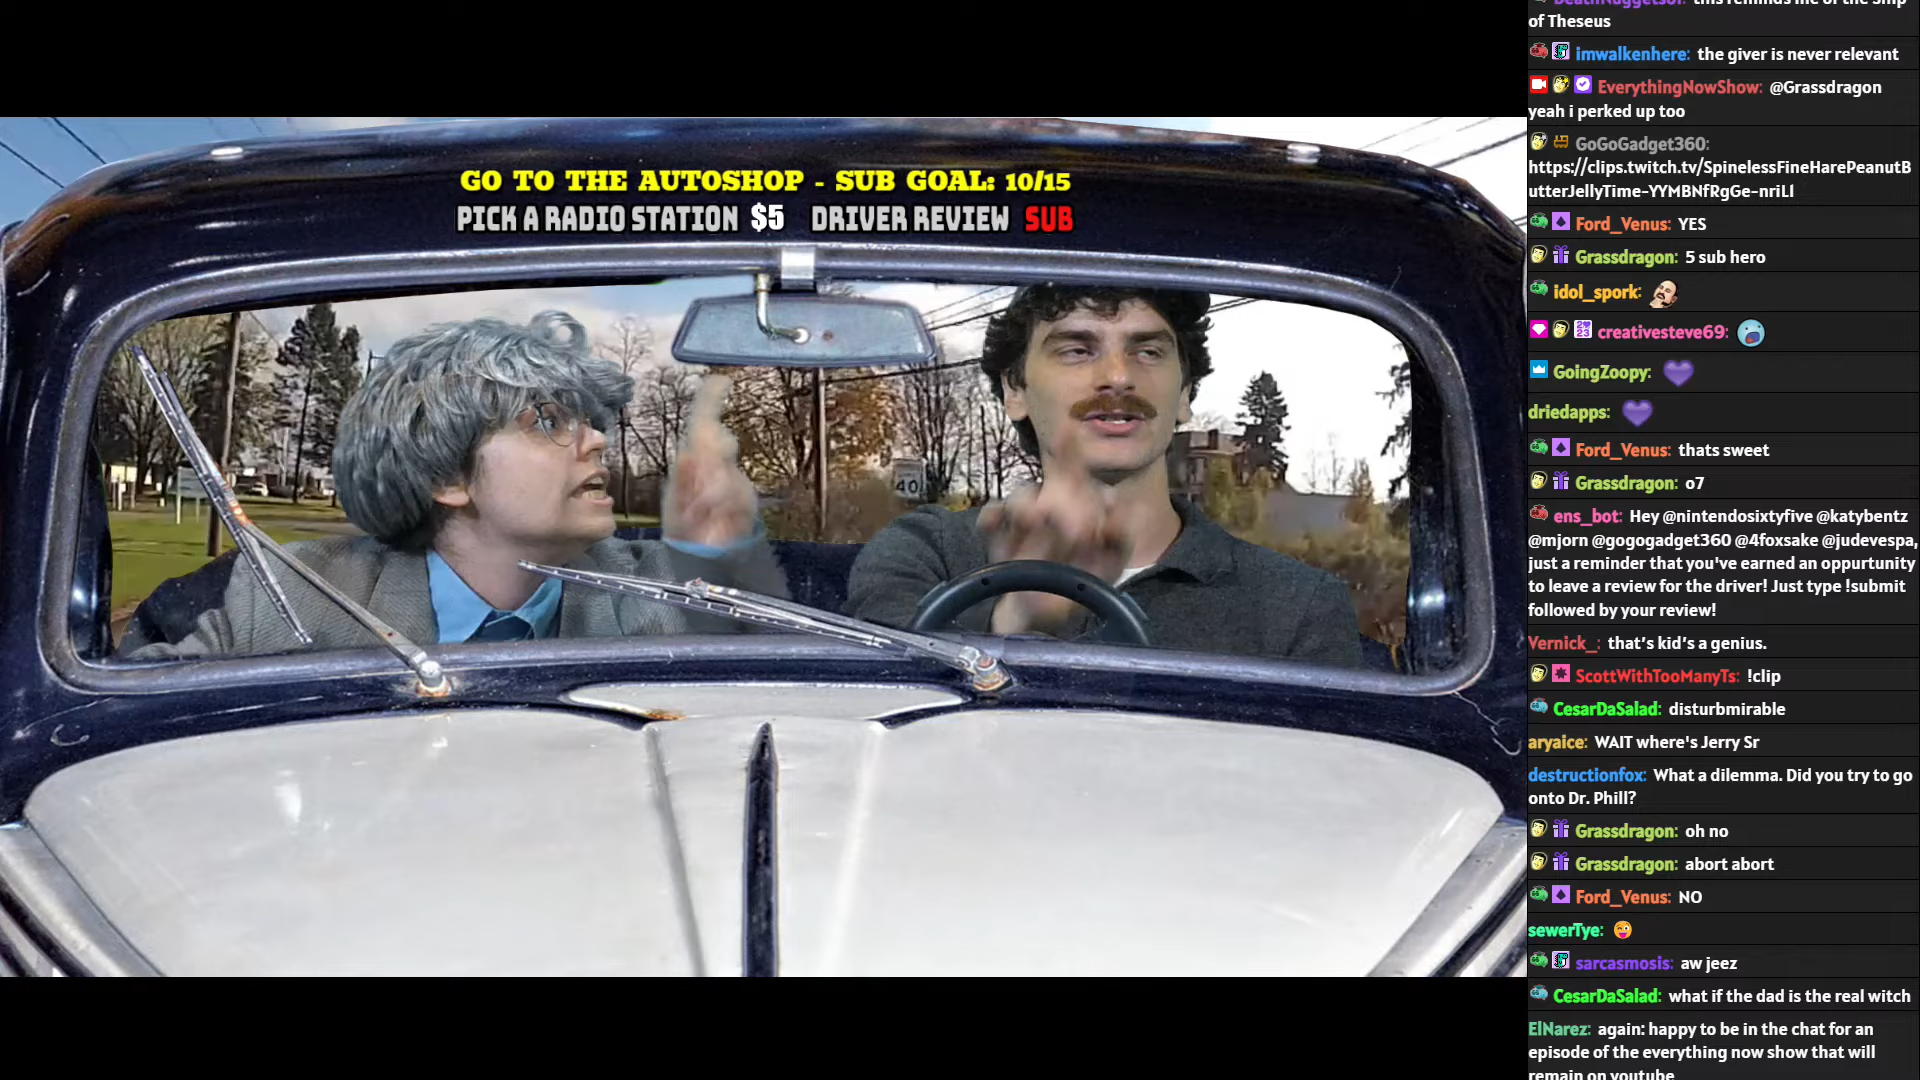 GO TO THE AUTOSHOP - SUB GOAL: 10/15
PICK A RADIO STATION $5 DRIVER REVIEW SUB
40
of Theseus
imwalkenhere: the giver is never relevant
EverythingNowShow: @Grassdragon
yeah i perked up too
GoGoGadget360:
https://clips.twitch.tv/SpinelessFineHarePeanutB
utterJellyTime-YYMBNfRgGe-nriLI
Ford_Venus: YES
Grassdragon: 5 sub hero
idol_spork:
creativesteve69:
GoingZoopy:
driedapps:
Ford_Venus: thats sweet
Grassdragon: o7
ens_bot: Hey @nintendosixtyfive @katybentz
@mjorn @gogogadget360 @4foxsake @judevespa,
just a reminder that you've earned an oppurtunity
to leave a review for the driver! Just type !submit
followed by your review!
Vernick_: that's kid's a genius.
ScottWithTooManyTs: !clip
CesarDaSalad: disturbmirable
aryaice: WAIT where's Jerry Sr
destructionfox: What a dilemma. Did you try to go
onto Dr. Phill?
Grassdragon: oh no
Grassdragon: abort abort
Ford_Venus: NO
sewerTye:
sarcasmosis: aw jeez
CesarDaSalad: what if the dad is the real witch
ElNarez: again: happy to be in the chat for an
episode of the everything now show that will
remain on youtube